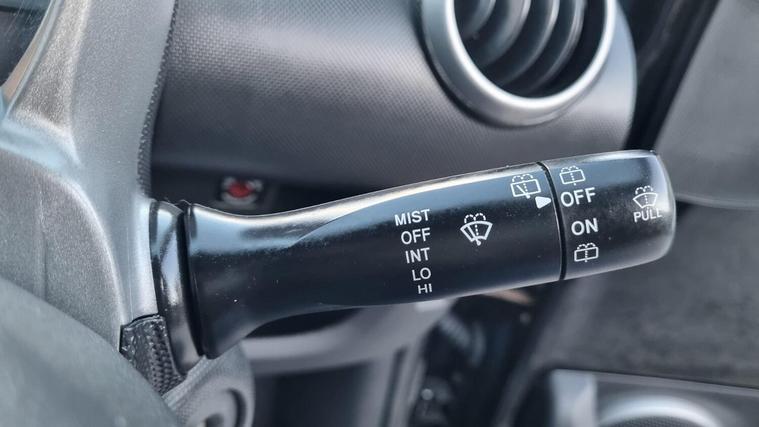 MIST
OFF
INT
LO
HI
OFF
ON
PULL